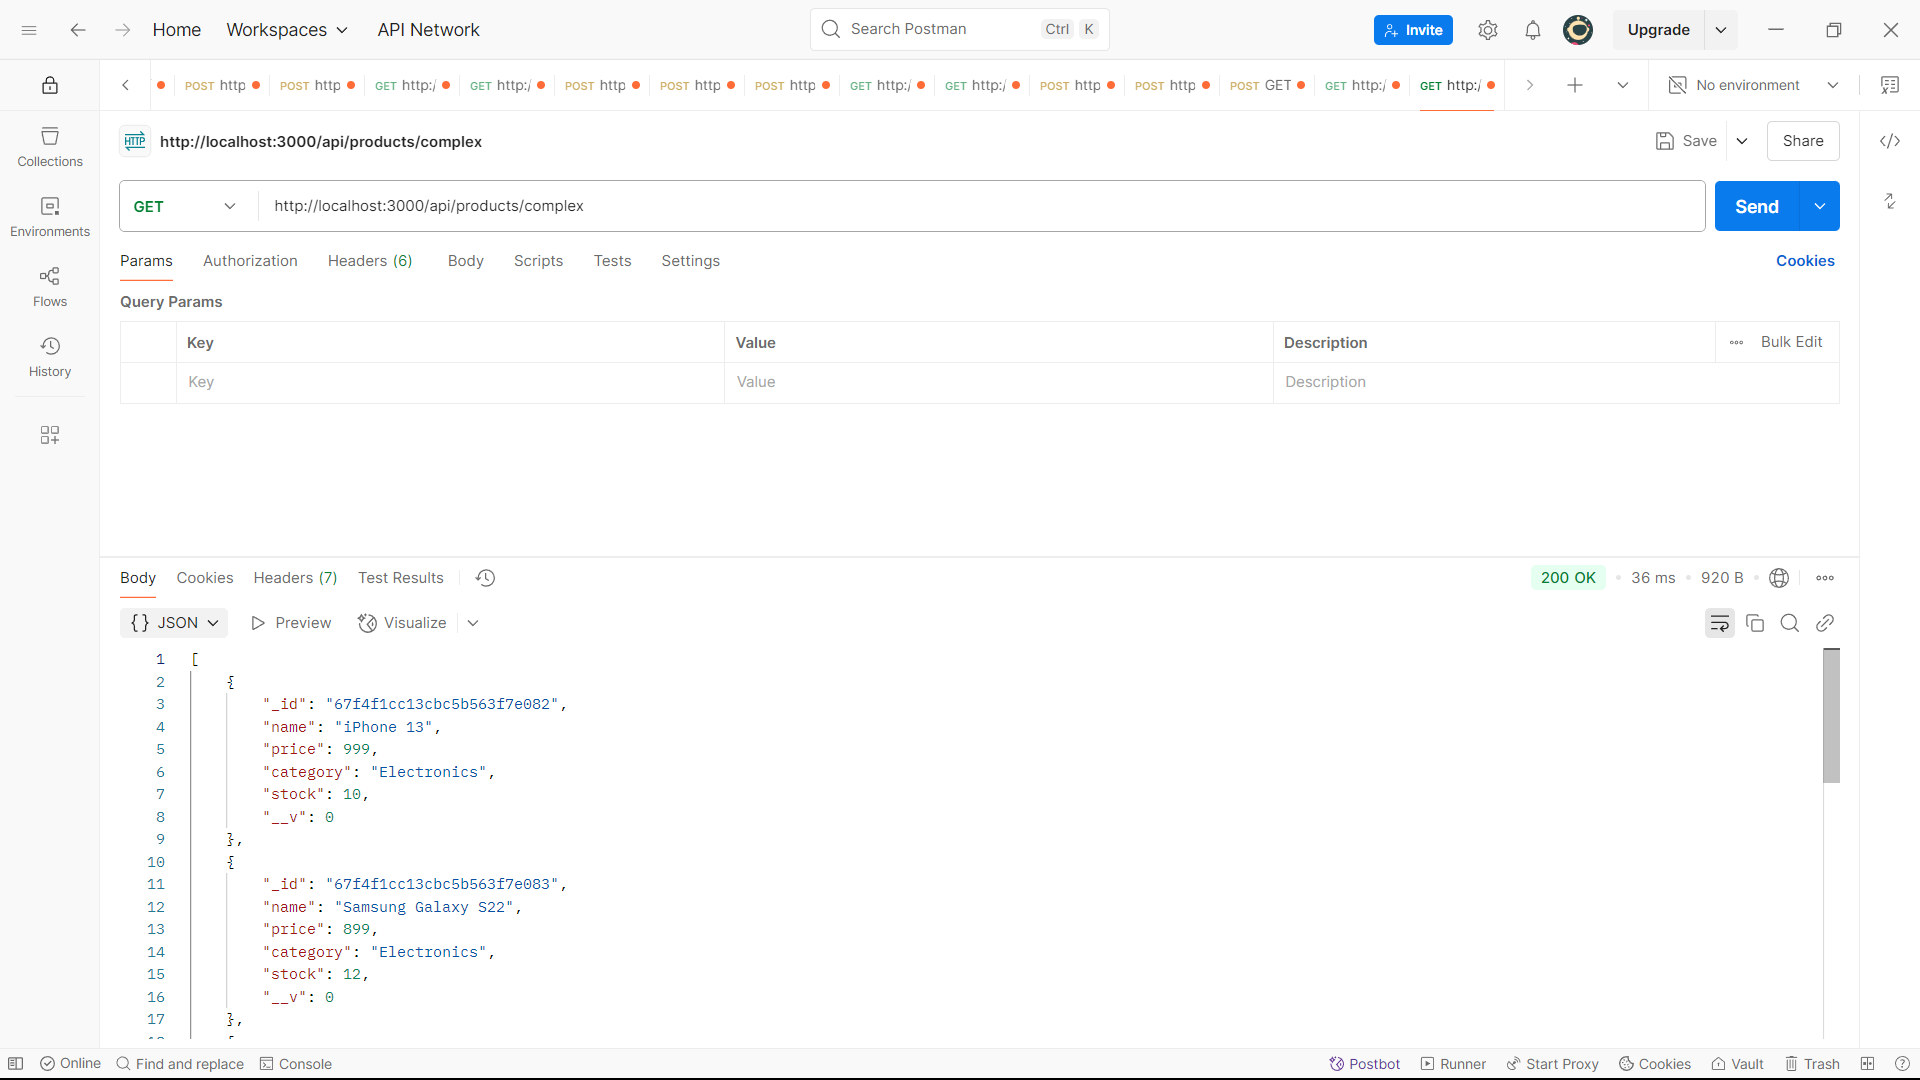 Home Workspaces API Network Search Postman Ctrl K Invite Upgrade
POST http POST http GET http:/ GET http:/ POST http POST http POST http GET http:/ GET http:/ POST http POST http POST GET GET http:/ GET http:/ No environment
HTTP http://localhost:3000/api/products/complex Save Share
GET http://localhost:3000/api/products/complex Send
Params Authorization Headers (6) Body Scripts Tests Settings Cookies
Query Params
Key Value Description Bulk Edit
Key Value Description
Collections
Environments
Flows
History
Body Cookies Headers (7) Test Results 200 OK 36 ms 920 B
{} JSON Preview Visualize
1 [
2 {
3 "_id": "67f4f1cc13cbc5b563f7e082",
4 "name": "iPhone 13",
5 "price": 999,
6 "category": "Electronics",
7 "stock": 10,
8 "__v": 0
9 },
10 {
11 "_id": "67f4f1cc13cbc5b563f7e083",
12 "name": "Samsung Galaxy S22",
13 "price": 899,
14 "category": "Electronics",
15 "stock": 12,
16 "__v": 0
17 },
Online Find and replace Console Postbot Runner Start Proxy Cookies Vault Trash